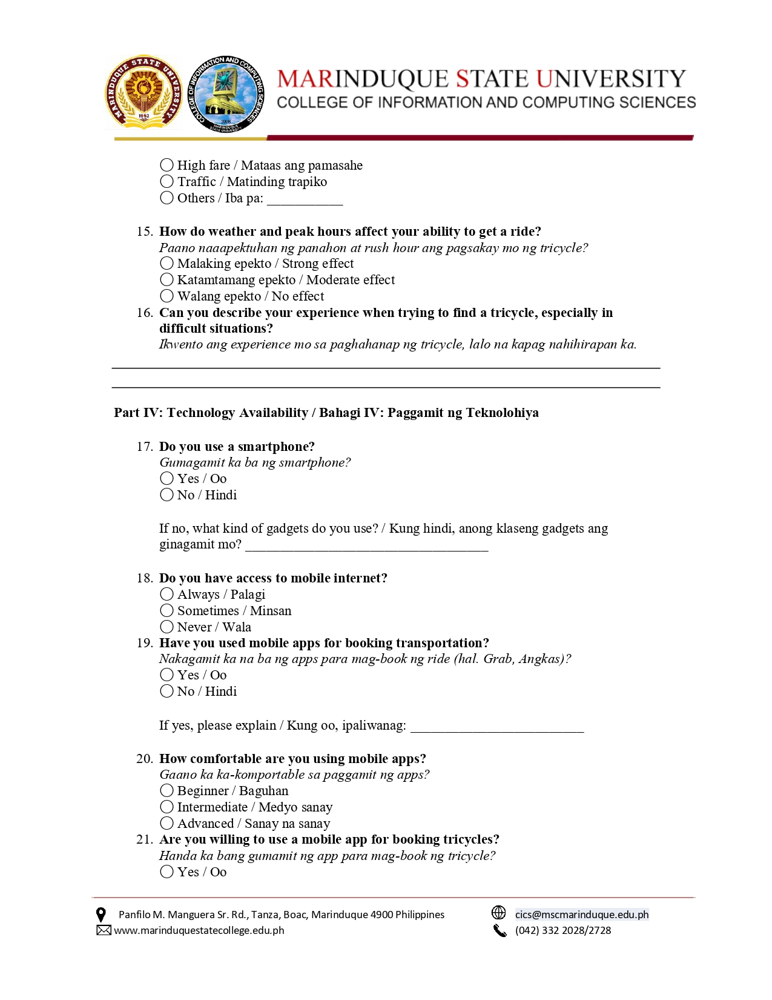 MARINDUQUE STATE UNIVERSITY
1952
COLLEGE OF INFORMATION AND COMPUTING SCIENCES
1998
MARINDUQUE
STATE UNIVERSITY
MARINDUQUE STATE UNIVERSITY
COLLEGE OF INFORMATION AND COMPUTING SCIENCES
◯ High fare / Mataas ang pamasahe
◯ Traffic / Matinding trapiko
◯ Others / Iba pa: ___________
15. How do weather and peak hours affect your ability to get a ride?
Paano naaapektuhan ng panahon at rush hour ang pagsakay mo ng tricycle?
◯ Malaking epekto / Strong effect
◯ Katamtamang epekto / Moderate effect
◯ Walang epekto / No effect
16. Can you describe your experience when trying to find a tricycle, especially in
difficult situations?
Ikwento ang experience mo sa paghahanap ng tricycle, lalo na kapag nahihirapan ka.
Part IV: Technology Availability / Bahagi IV: Paggamit ng Teknolohiya
17. Do you use a smartphone?
Gumagamit ka ba ng smartphone?
◯ Yes / Oo
◯ No / Hindi
If no, what kind of gadgets do you use? / Kung hindi, anong klaseng gadgets ang
ginagamit mo? ___________________________________
18. Do you have access to mobile internet?
◯ Always / Palagi
◯ Sometimes / Minsan
◯ Never / Wala
19. Have you used mobile apps for booking transportation?
Nakagamit ka na ba ng apps para mag-book ng ride (hal. Grab, Angkas)?
◯ Yes / Oo
◯ No / Hindi
If yes, please explain / Kung oo, ipaliwanag: _________________________
20. How comfortable are you using mobile apps?
Gaano ka ka-komportable sa paggamit ng apps?
◯ Beginner / Baguhan
◯ Intermediate / Medyo sanay
◯ Advanced / Sanay na sanay
21. Are you willing to use a mobile app for booking tricycles?
Handa ka bang gumamit ng app para mag-book ng tricycle?
◯ Yes / Oo
Panfilo M. Manguera Sr. Rd., Tanza, Boac, Marinduque 4900 Philippines
cics@mscmarinduque.edu.ph
www.marinduquestatecollege.edu.ph
(042) 332 2028/2728